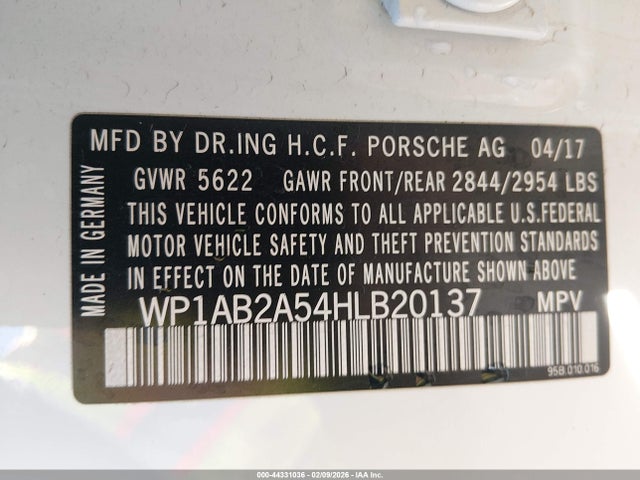 MFD BY DR.ING H.C.F. PORSCHE AG 04/17
GVWR 5622 GAWR FRONT/REAR 2844/2954 LBS
THIS VEHICLE CONFORMS TO ALL APPLICABLE U.S.FEDERAL
MOTOR VEHICLE SAFETY AND THEFT PREVENTION STANDARDS
IN EFFECT ON THE DATE OF MANUFACTURE SHOWN ABOVE.
WP1AB2A54HLB20137 MPV
MADE IN GERMANY
95B.010.016
000-44331036 - 02/09/2026 - IAA Inc.